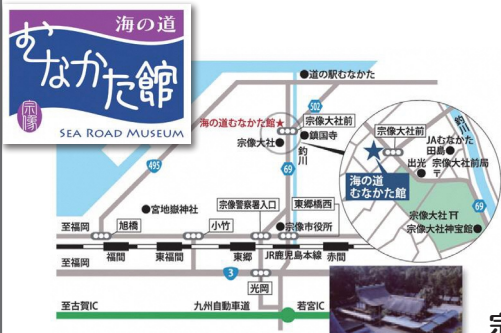 海の道
むなかた館
宗像
SEA ROAD MUSEUM
道の駅むなかた
502
海の道むなかた館★
宗像大社前
宗像大社
鎮国寺
釣川
69
495
宗像大社前
釣川
JAむなかた
田島
出光
宗像大社前局
〒
海の道
むなかた館
69
宗像大社
宗像大社神宝館
宮地嶽神社
宗像警察署入口
東郷橋西
至福岡
旭橋
小竹
宗像市役所
福間
東福間
東郷
JR鹿児島本線
赤間
至福岡
3
光岡
至古賀IC
九州自動車道
若宮IC